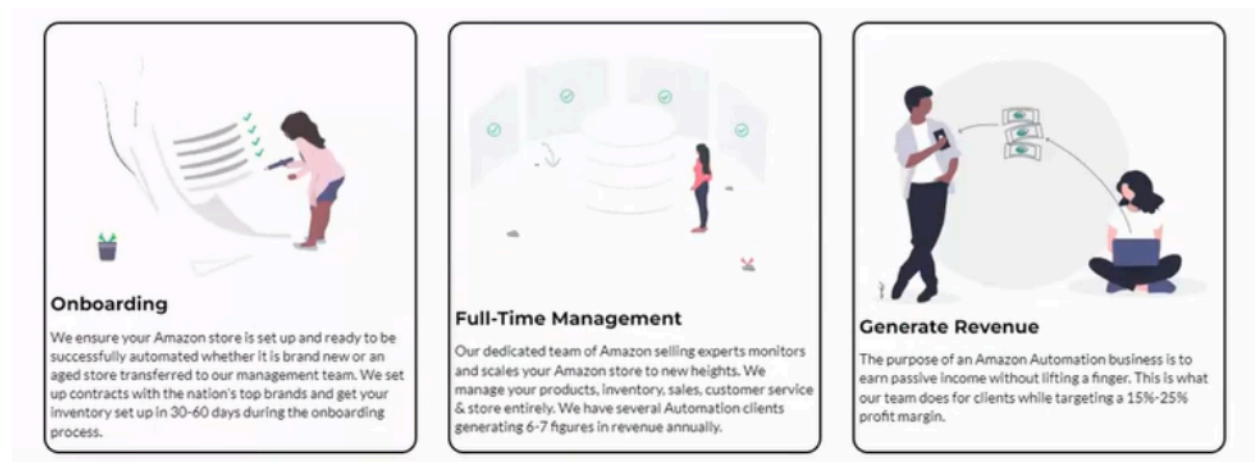 Onboarding
We ensure your Amazon store is set up and ready to be
successfully automated whether it is brand new or an
aged store transferred to our management team. We set
up contracts with the nation's top brands and get your
inventory set up in 30-60 days during the onboarding
process.
Full-Time Management
Our dedicated team of Amazon selling experts monitors
and scales your Amazon store to new heights. We
manage your products, inventory, sales, customer service
& store entirely. We have several Automation clients
generating 6-7 figures in revenue annually.
Generate Revenue
The purpose of an Amazon Automation business is to
earn passive income without lifting a finger. This is what
our team does for clients while targeting a 15%-25%
profit margin.